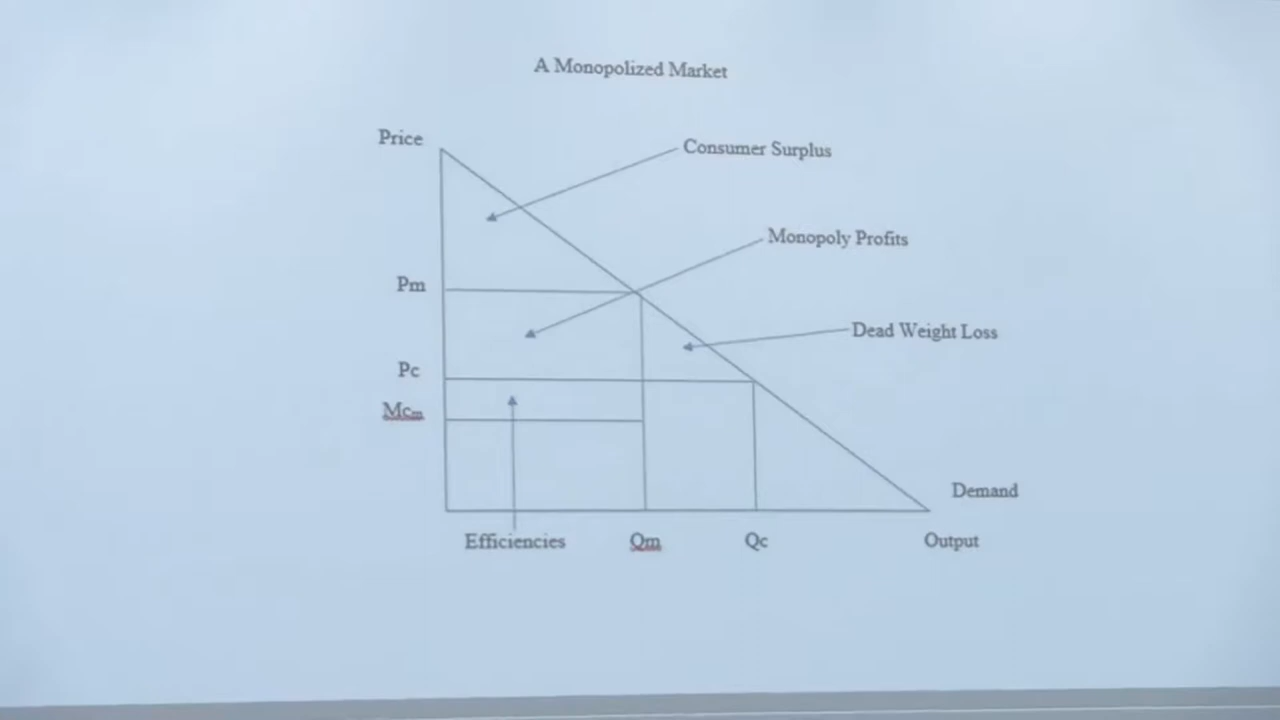 A Monopolized Market
Price
Consumer Surplus
Monopoly Profits
Pm
Dead Weight Loss
Pc
Mcm
Demand
Efficiencies
Qm
Qc
Output